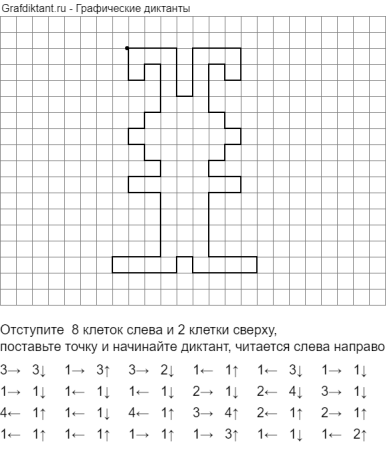 Grafdiktant.ru - Графические диктанты
Отступите 8 клеток слева и 2 клетки сверху,
поставьте точку и начинайте диктант, читается слева направо
3→ 3↓ 1→ 3↑ 3→ 2↓ 1← 1↑ 1← 3↓ 1→ 1↓
1→ 1↓ 1← 1↓ 1← 1↓ 2→ 1↓ 2← 4↓ 3→ 1↓
4← 1↑ 1← 1↓ 4← 1↑ 3→ 4↑ 2← 1↑ 2→ 1↑
1← 1↑ 1← 1↑ 1→ 1↑ 1→ 3↑ 1← 1↓ 1← 2↑